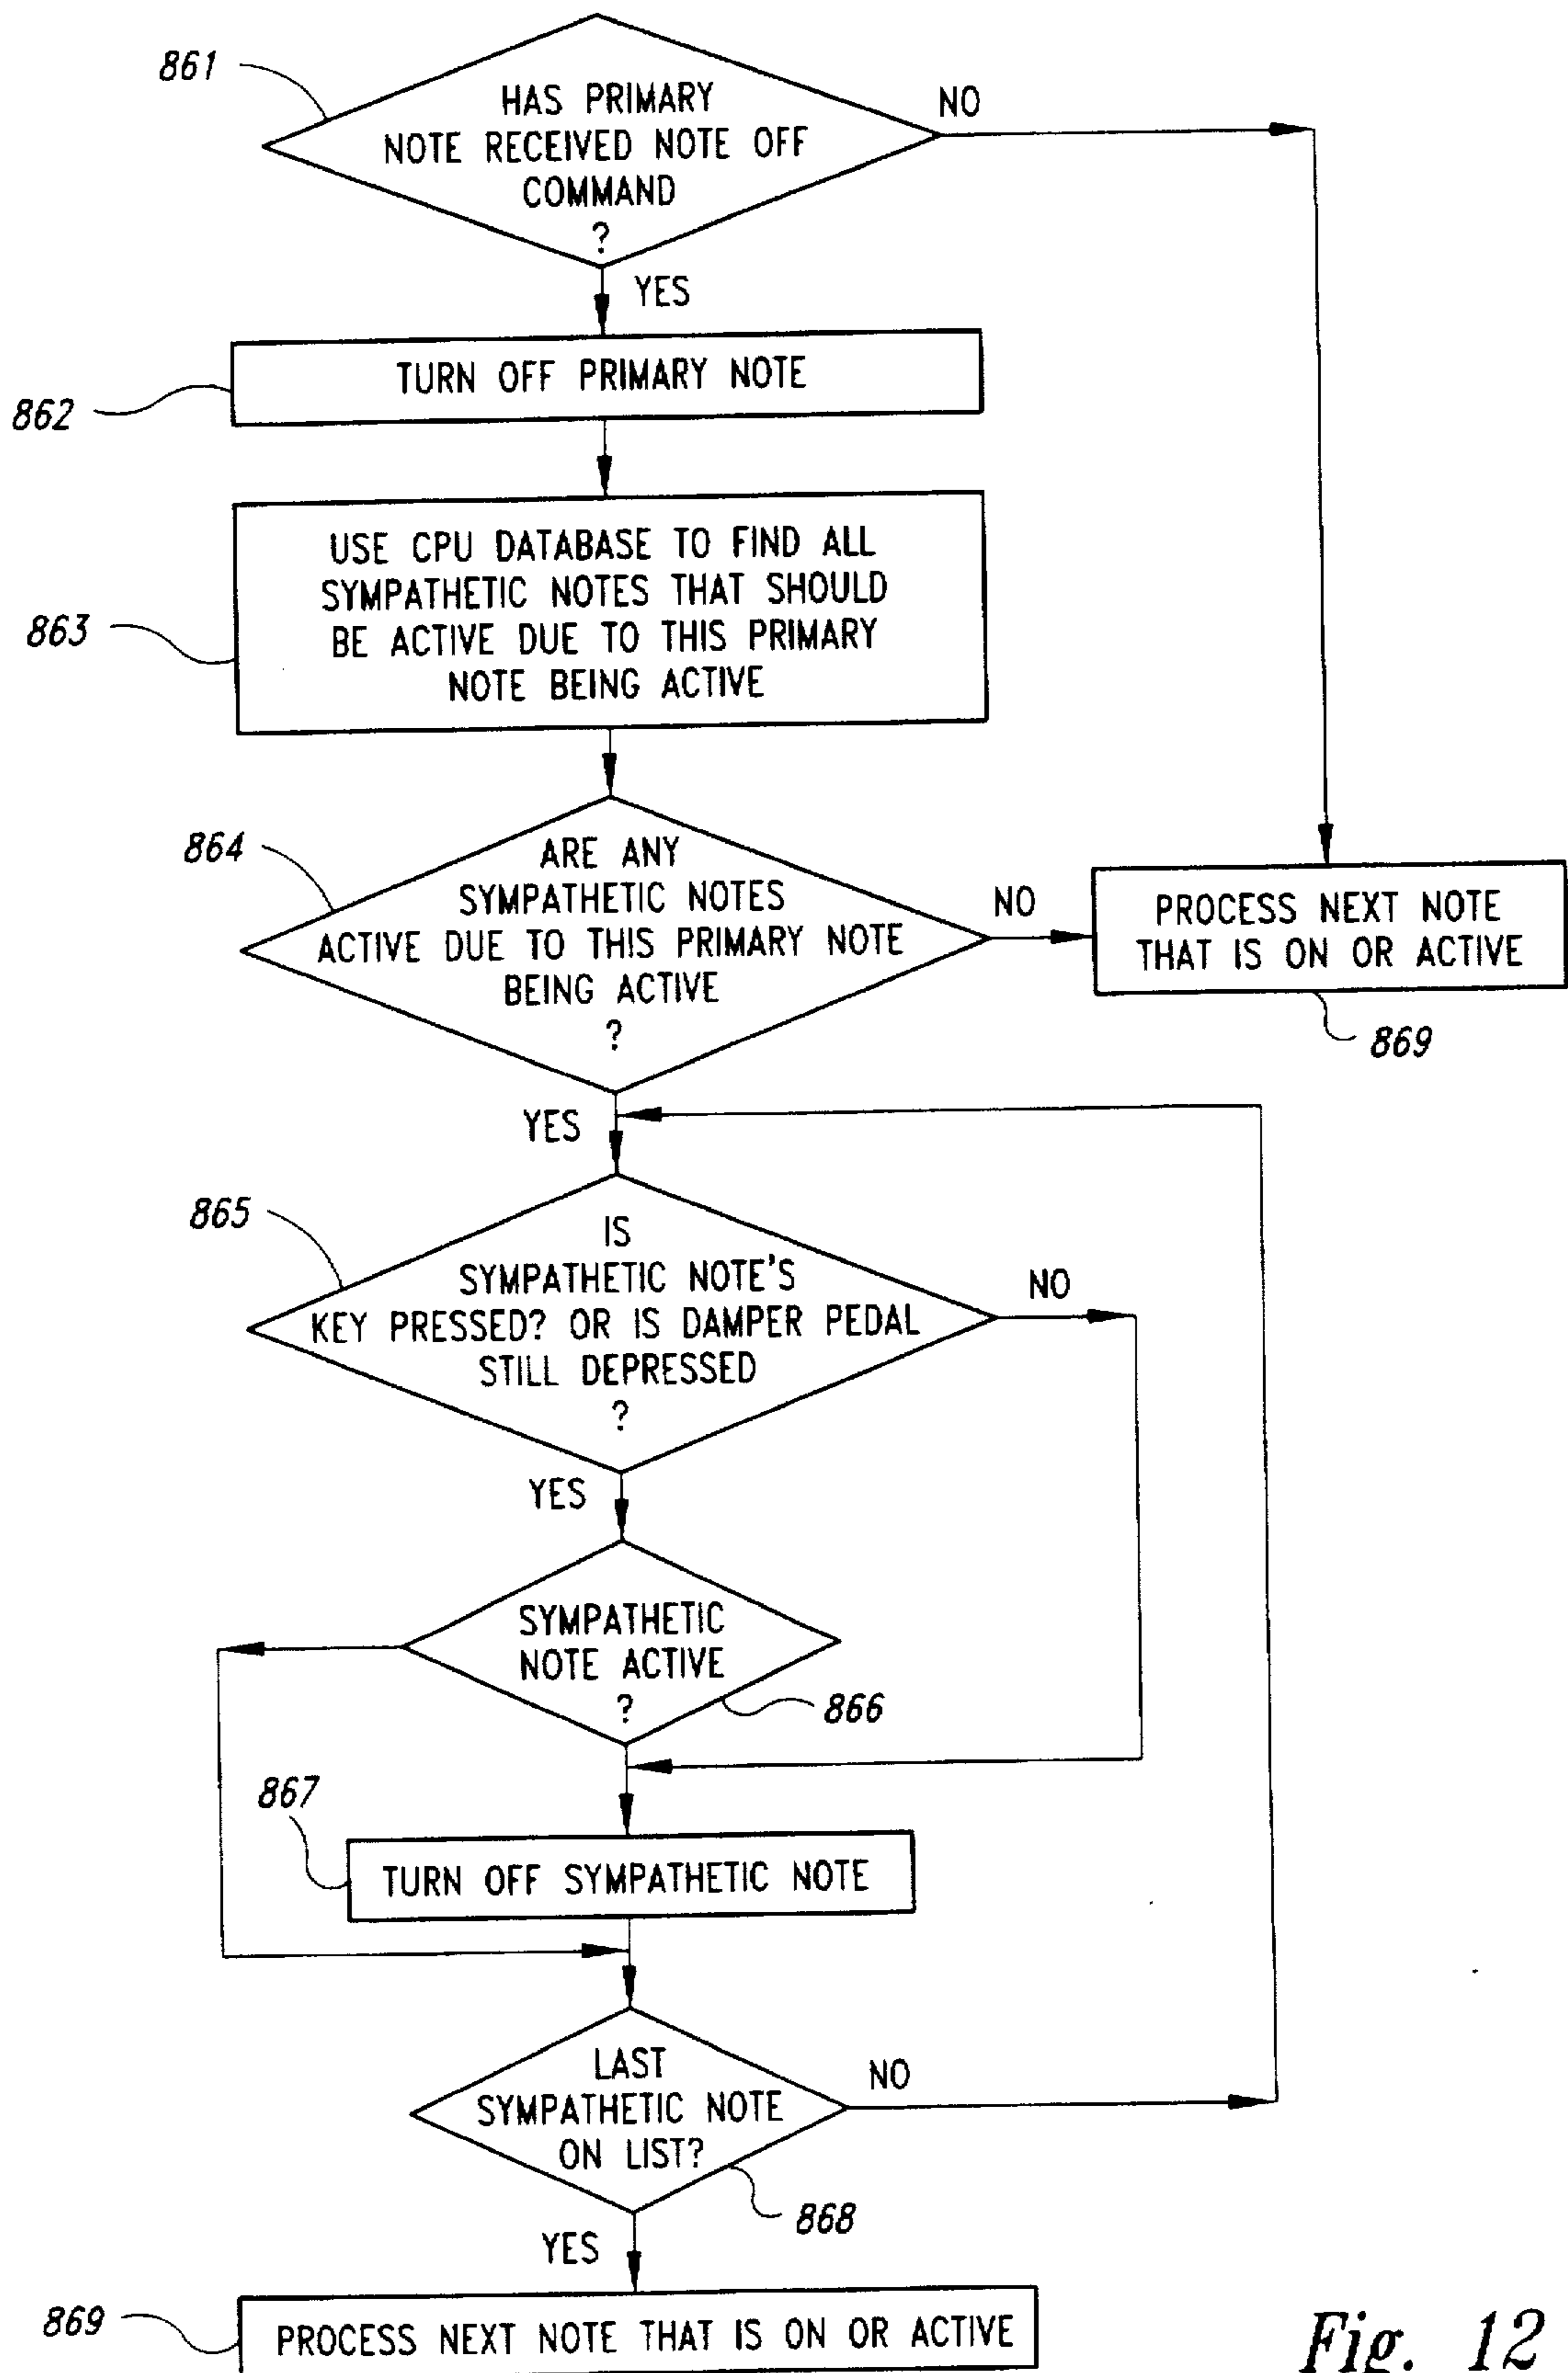 861
HAS PRIMARY
NOTE RECEIVED NOTE OFF
COMMAND
?
NO
YES
TURN OFF PRIMARY NOTE
862
USE CPU DATABASE TO FIND ALL
SYMPATHETIC NOTES THAT SHOULD
BE ACTIVE DUE TO THIS PRIMARY
NOTE BEING ACTIVE
863
864
ARE ANY
SYMPATHETIC NOTES
ACTIVE DUE TO THIS PRIMARY NOTE
BEING ACTIVE
?
NO
PROCESS NEXT NOTE
THAT IS ON OR ACTIVE
869
YES
865
IS
SYMPATHETIC NOTE'S
KEY PRESSED? OR IS DAMPER PEDAL
STILL DEPRESSED
?
NO
YES
SYMPATHETIC
NOTE ACTIVE
?
866
867
TURN OFF SYMPATHETIC NOTE
LAST
SYMPATHETIC NOTE
ON LIST?
NO
868
YES
869
PROCESS NEXT NOTE THAT IS ON OR ACTIVE
Fig. 12